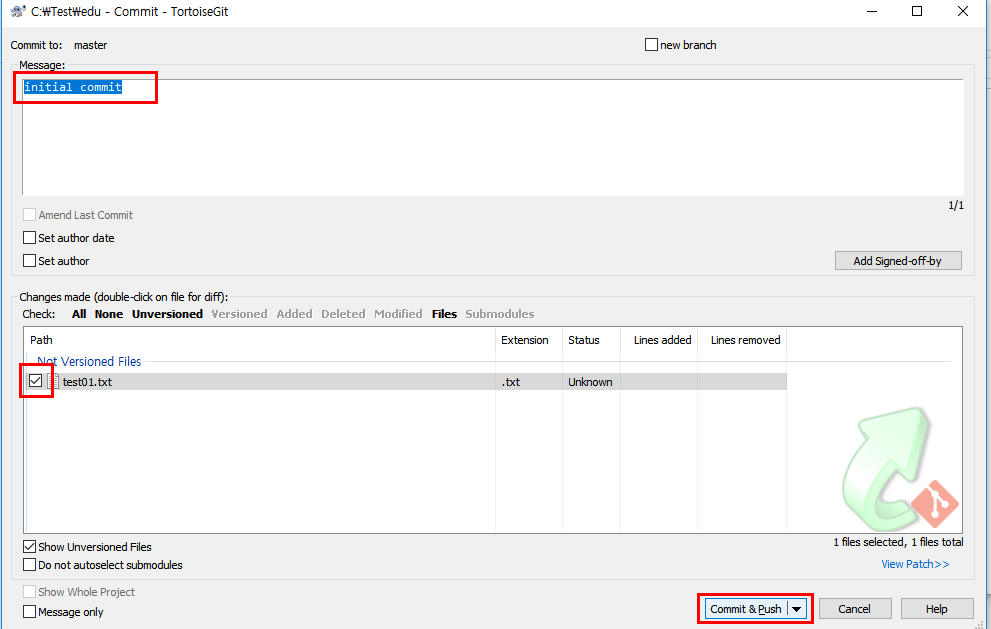 C:₩Test₩edu - Commit - TortoiseGit
Commit to: master
new branch
Message:
initial commit
1/1
Amend Last Commit
Set author date
Set author
Add Signed-off-by
Changes made (double-click on file for diff):
Check: All None Unversioned Versioned Added Deleted Modified Files Submodules
Path Extension Status Lines added Lines removed
Not Versioned Files
test01.txt .txt Unknown
Show Unversioned Files
1 files selected, 1 files total
Do not autoselect submodules
View Patch>>
Show Whole Project
Message only
Commit & Push
Cancel
Help